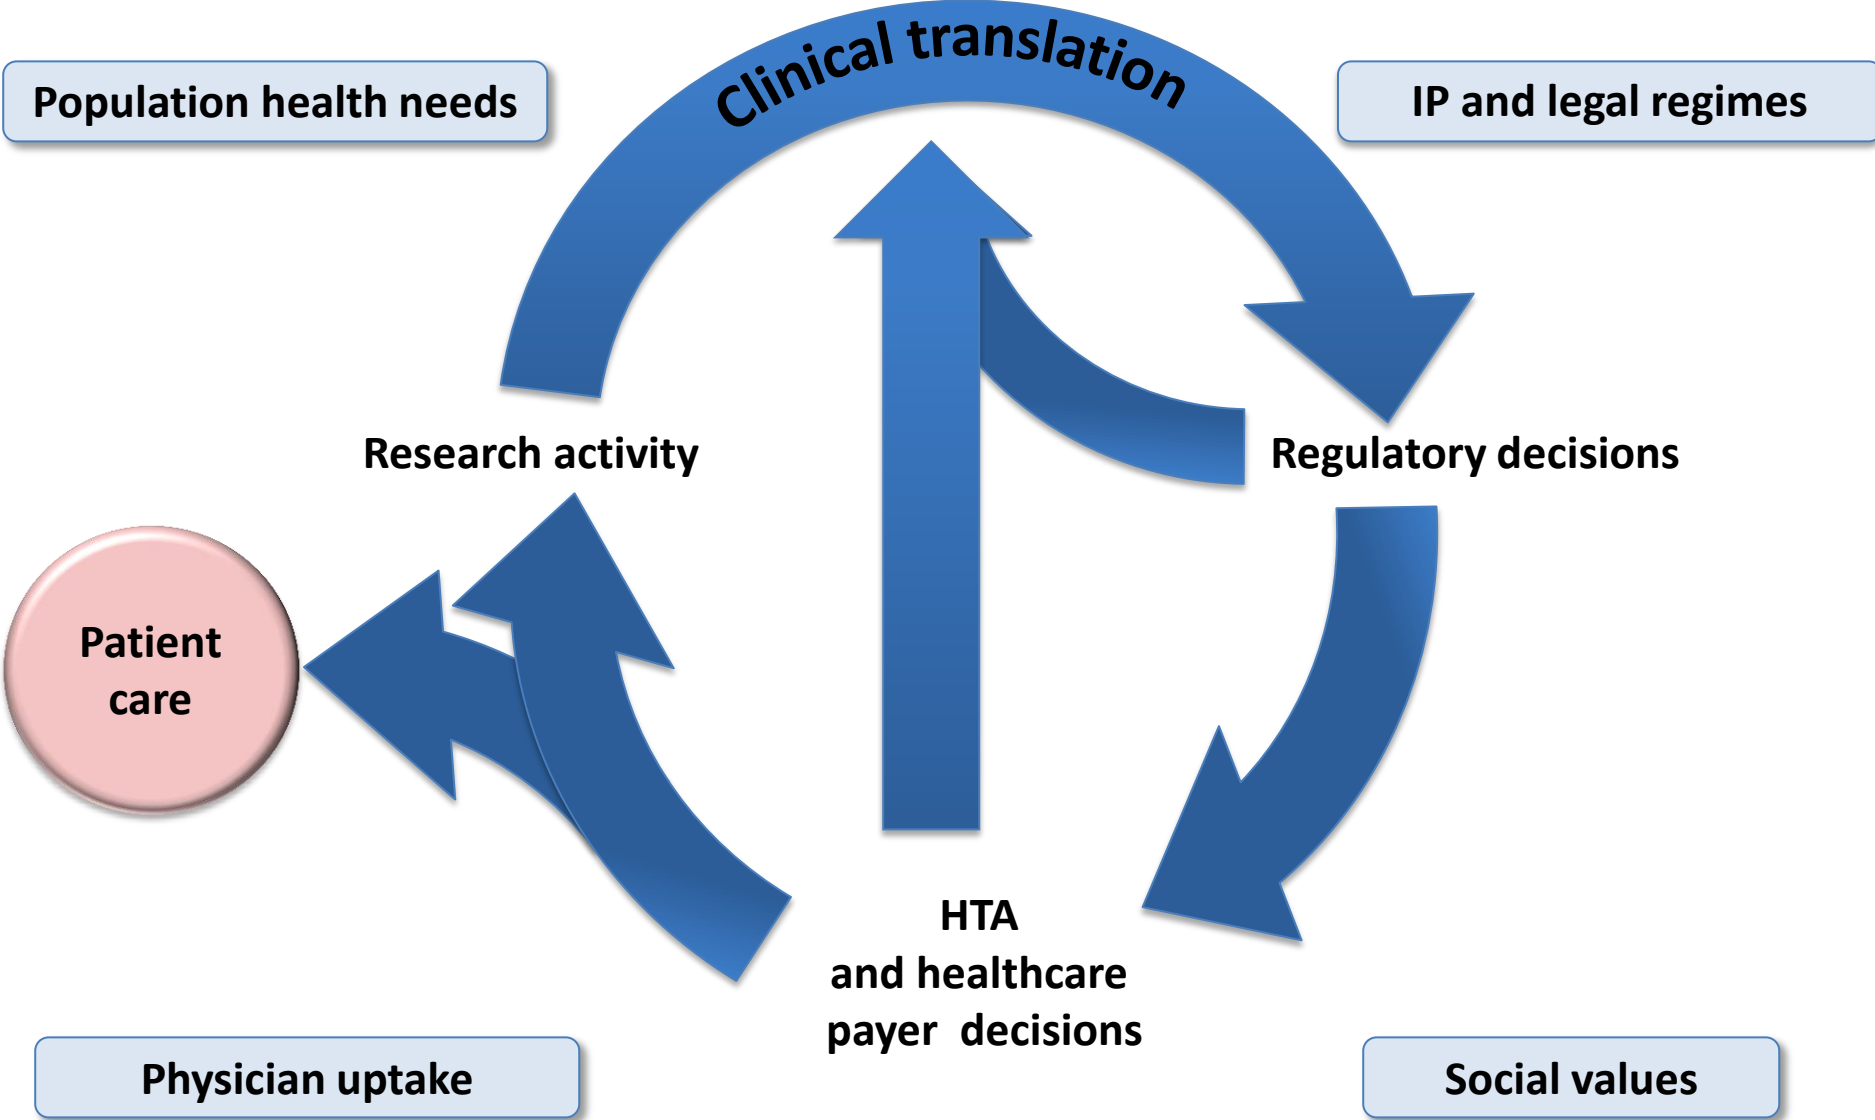 Clinical translation
Population health needs
IP and legal regimes
Research activity
Regulatory decisions
Patient
care
HTA
and healthcare
payer  decisions
Physician uptake
Social values